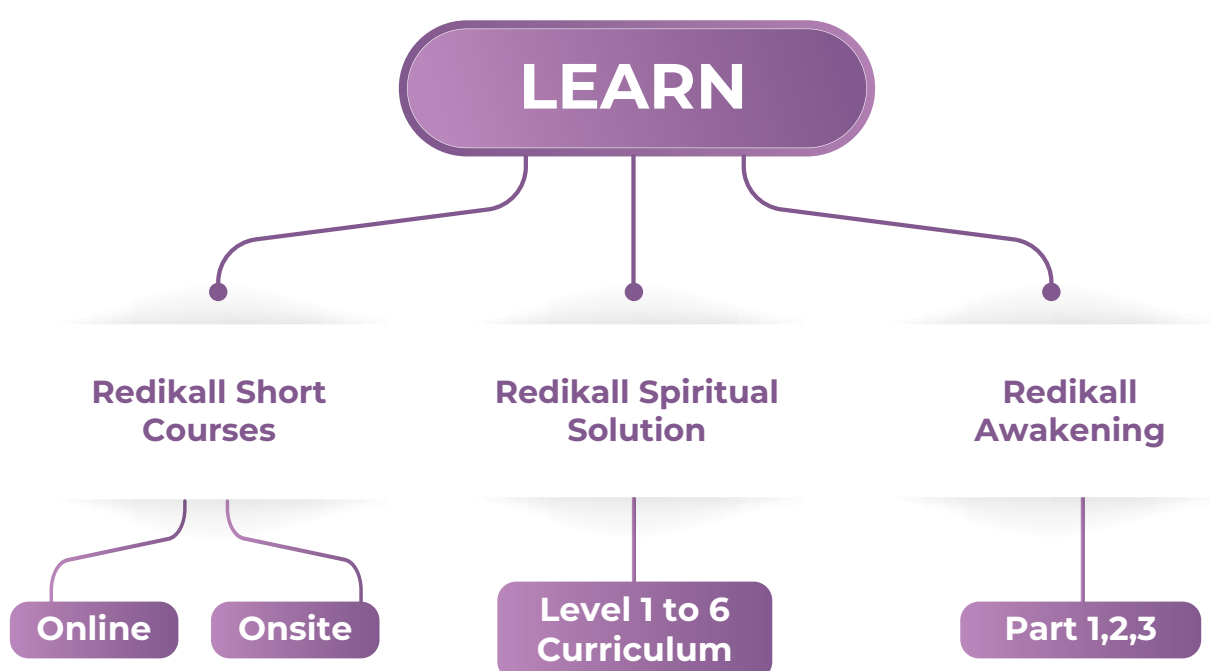 LEARN
Redikall Short
Courses
Redikall Spiritual
Solution
Redikall
Awakening
Online
Onsite
Level 1 to 6
Curriculum
Part 1,2,3